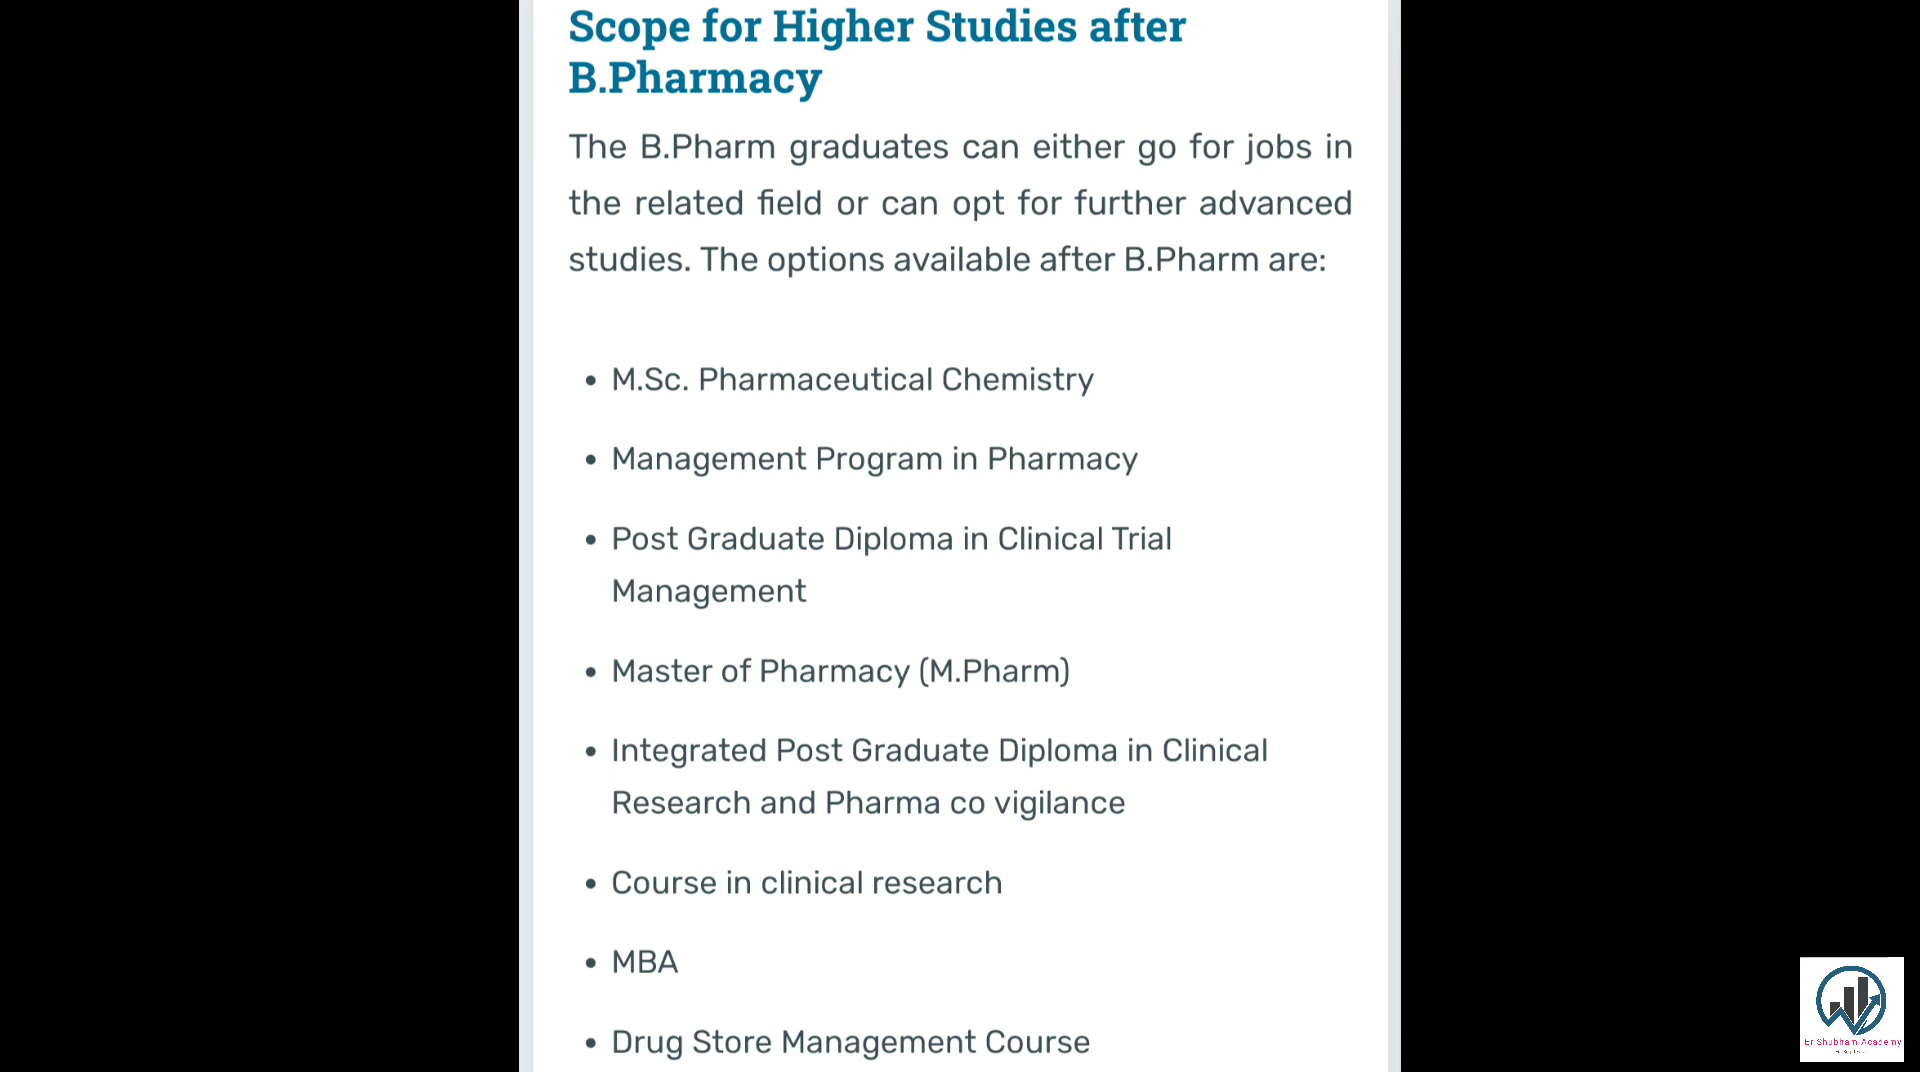 Scope for Higher Studies after
B.Pharmacy
The B.Pharm graduates can either go for jobs in
the related field or can opt for further advanced
studies. The options available after B.Pharm are:
• M.Sc. Pharmaceutical Chemistry
• Management Program in Pharmacy
• Post Graduate Diploma in Clinical Trial
Management
• Master of Pharmacy (M.Pharm)
• Integrated Post Graduate Diploma in Clinical
Research and Pharma co vigilance
• Course in clinical research
• MBA
• Drug Store Management Course
Er Shubham Academy